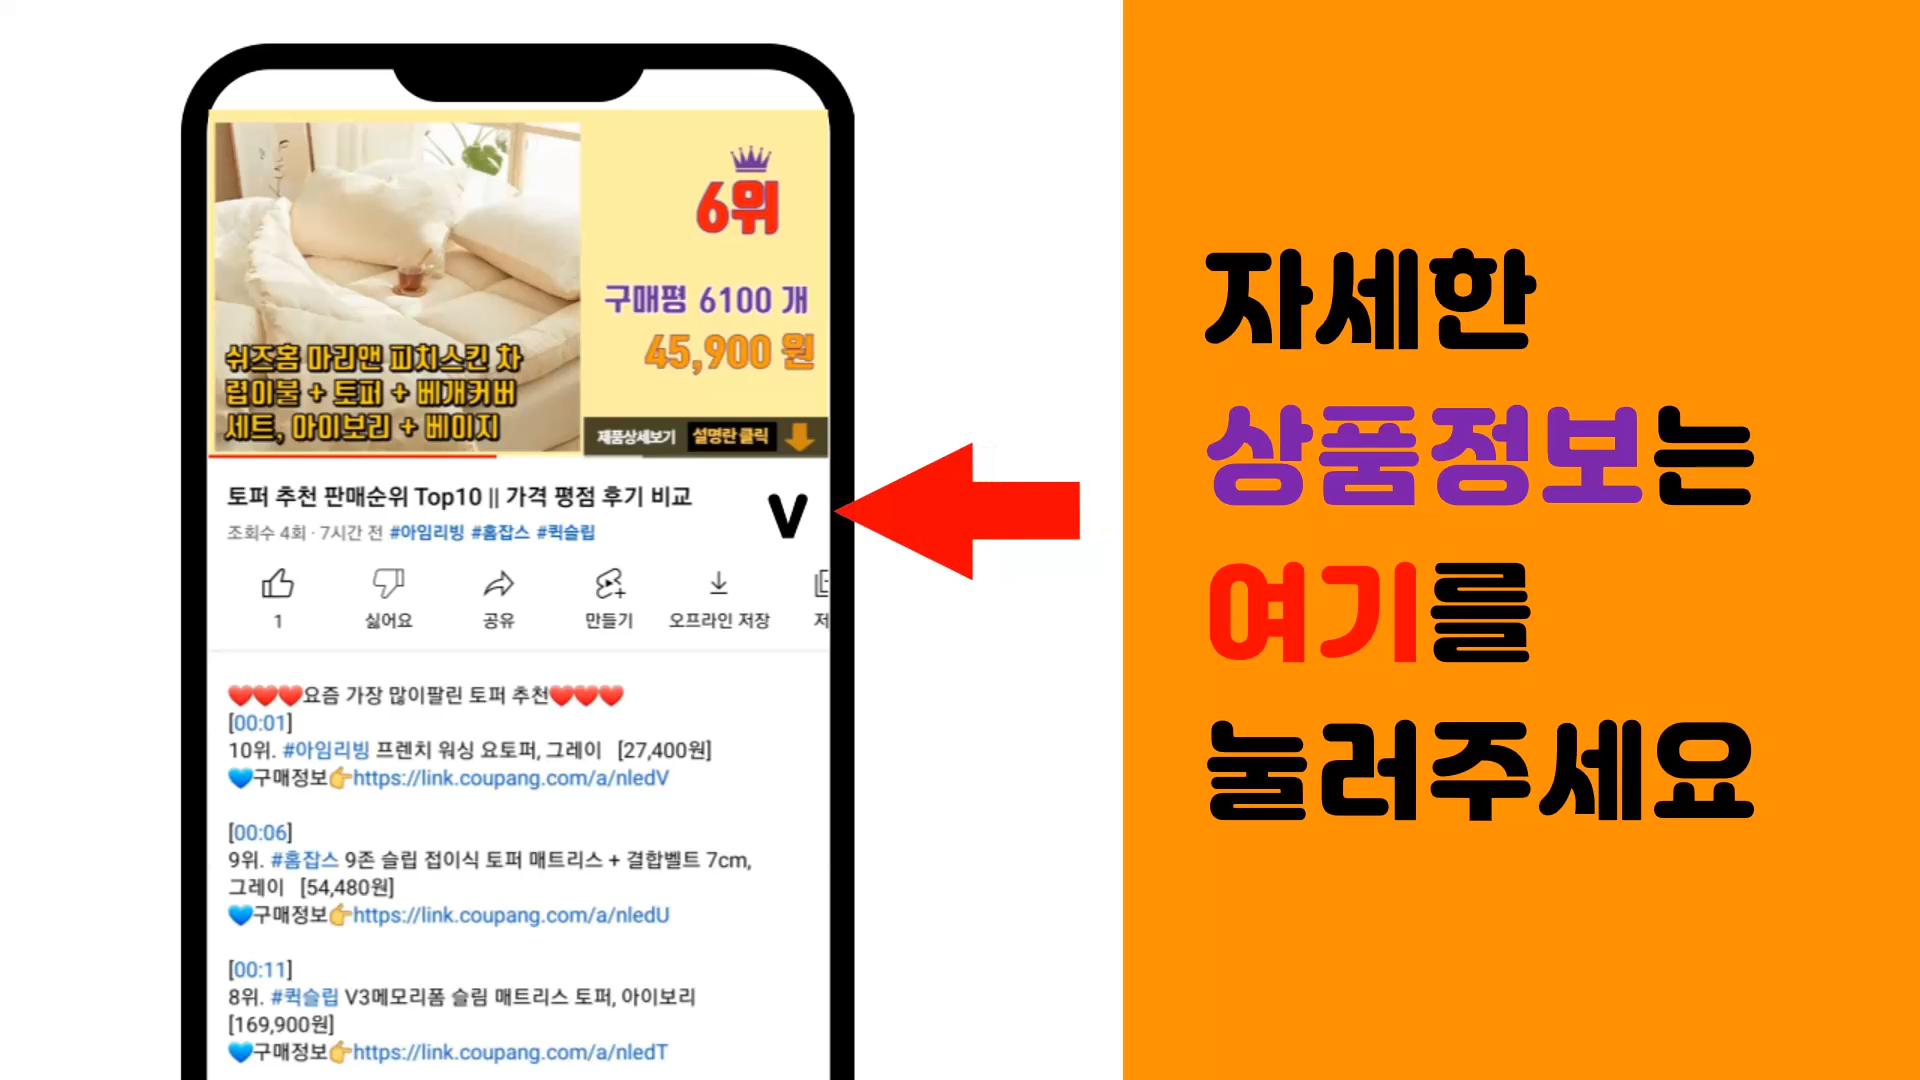 6위
구매평 6100 개
45,900 원
쉬즈홈 마리앤 피치스킨 차
렵이불 + 토퍼 + 베개커버
세트, 아이보리 + 베이지
제품상세보기 설명란 클릭
토퍼 추천 판매순위 Top10 || 가격 평점 후기 비교
V
조회수 4회 · 7시간 전 #아임리빙 #홈잡스 #퀵슬립
1 싫어요 공유 만들기 오프라인 저장 저
❤️❤️❤️요즘 가장 많이팔린 토퍼 추천❤️❤️❤️
[00:01]
10위. #아임리빙 프렌치 워싱 요토퍼, 그레이 [27,400원]
💙구매정보👉https://link.coupang.com/a/nledV
[00:06]
9위. #홈잡스 9존 슬립 접이식 토퍼 매트리스 + 결합벨트 7cm,
그레이 [54,480원]
💙구매정보👉https://link.coupang.com/a/nledU
[00:11]
8위. #퀵슬립 V3메모리폼 슬림 매트리스 토퍼, 아이보리
[169,900원]
💙구매정보👉https://link.coupang.com/a/nledT
자세한
상품정보는
여기를
눌러주세요